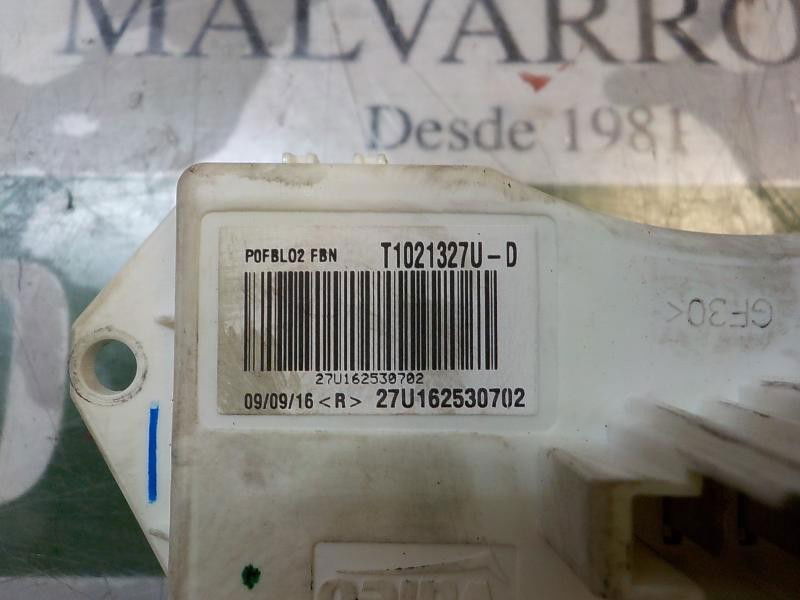 MALVARRO
Desde 1981
P0FBL02 FBN T1021327U-D
27U162530702
09/09/16 <R> 27U162530702
GF30<